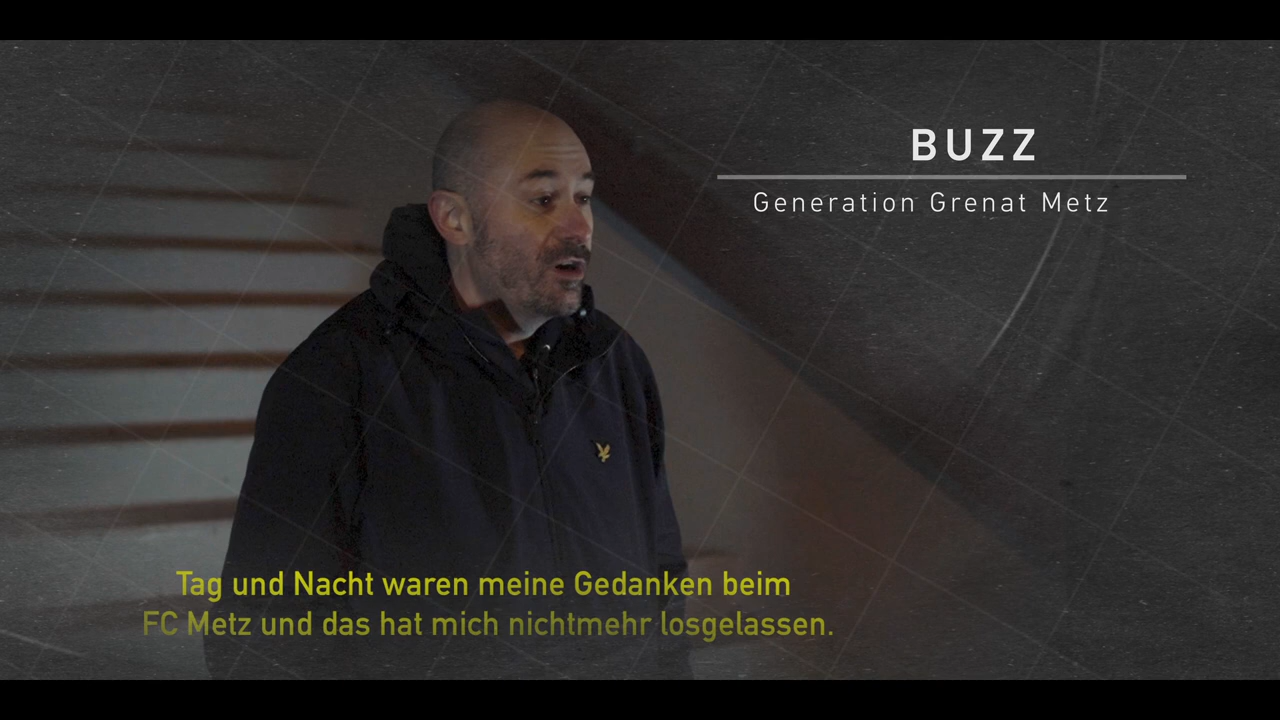 BUZZ
Generation Grenat Metz
Tag und Nacht waren meine Gedanken beim
FC Metz und das hat mich nichtmehr losgelassen.